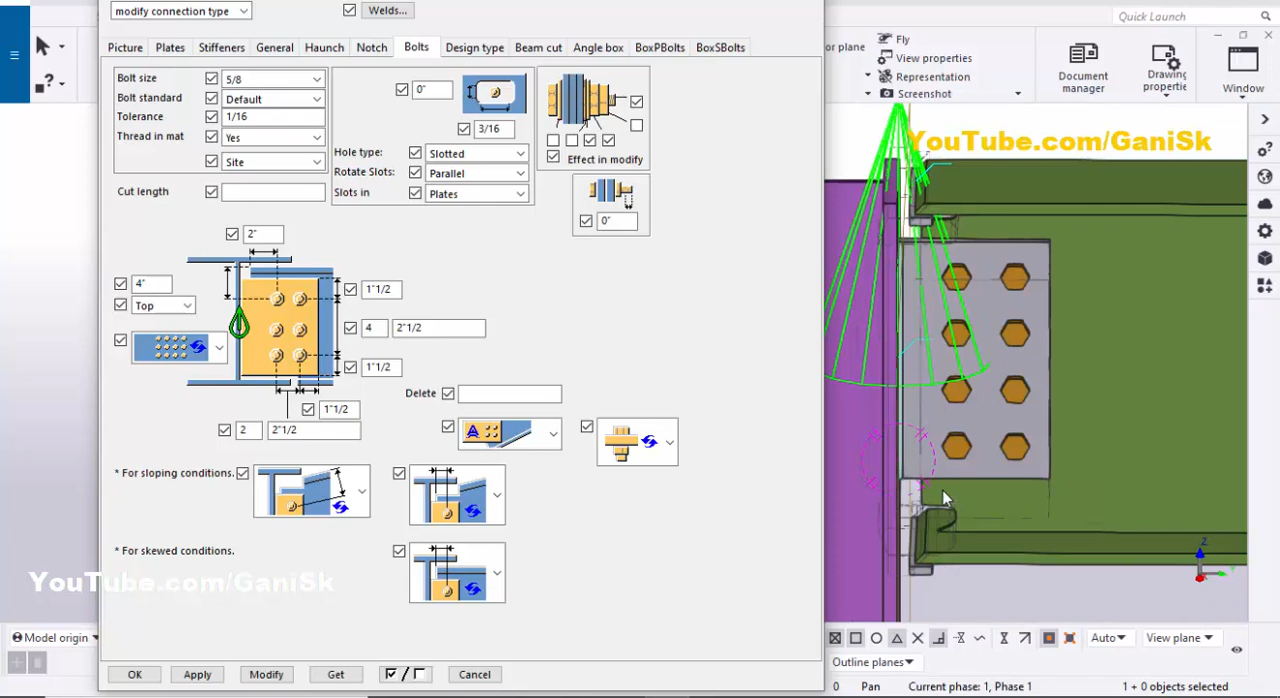 modify connection type
Welds...
Quick Launch
Picture Plates Stiffeners General Haunch Notch Bolts Design type Beam cut Angle box BoxPBolts BoxSBolts
or plane
Fly
View properties
Representation
Screenshot
Document manager
Drawing properties
Window
Bolt size 5/8
Bolt standard Default
Tolerance 1/16
Thread in mat Yes
Site
Cut length
0"
3/16
Hole type: Slotted
Rotate Slots: Parallel
Slots in Plates
Effect in modify
0"
YouTube.com/GaniSk
2"
4"
Top
1"1/2
4 2"1/2
1"1/2
1"1/2
2 2"1/2
Delete
* For sloping conditions.
* For skewed conditions.
YouTube.com/GaniSk
Z
Model origin
OK Apply Modify Get / Cancel
Auto
View plane
Outline planes
0 Pan Current phase: 1, Phase 1 1 + 0 objects selected